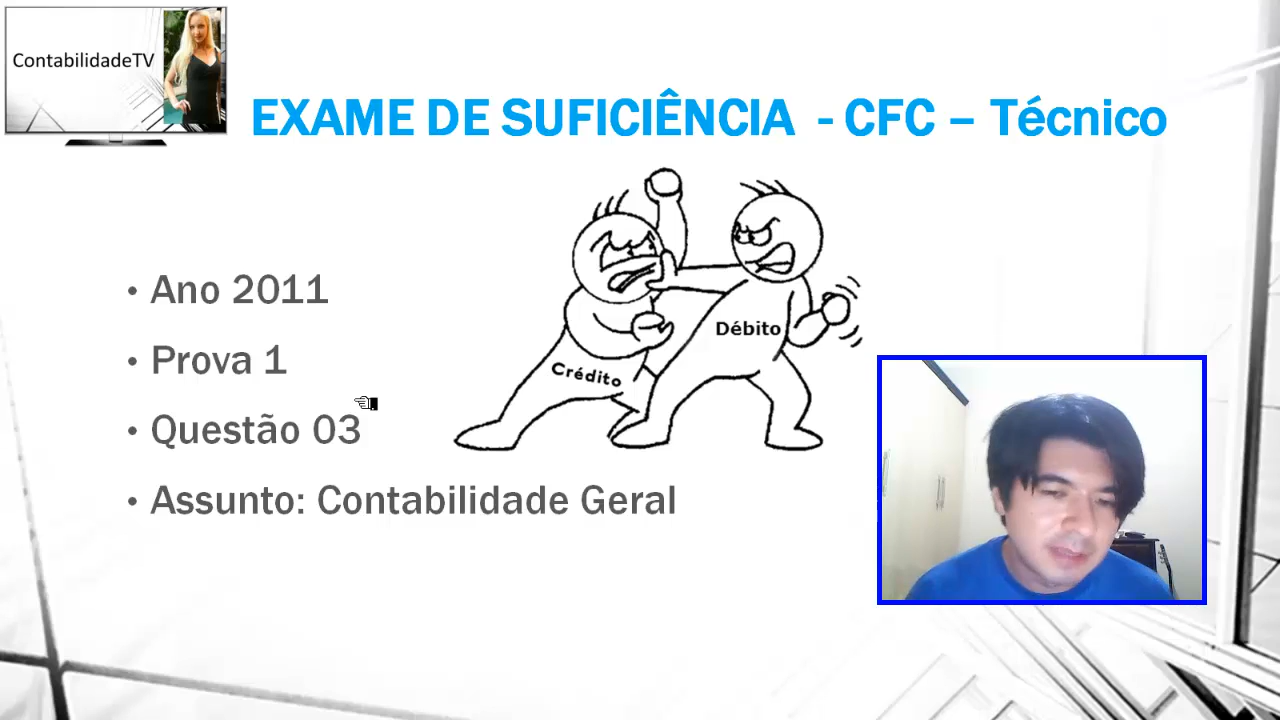 ContabilidadeTV
EXAME DE SUFICIÊNCIA - CFC – Técnico
• Ano 2011
• Prova 1
• Questão 03
• Assunto: Contabilidade Geral
Crédito
Débito